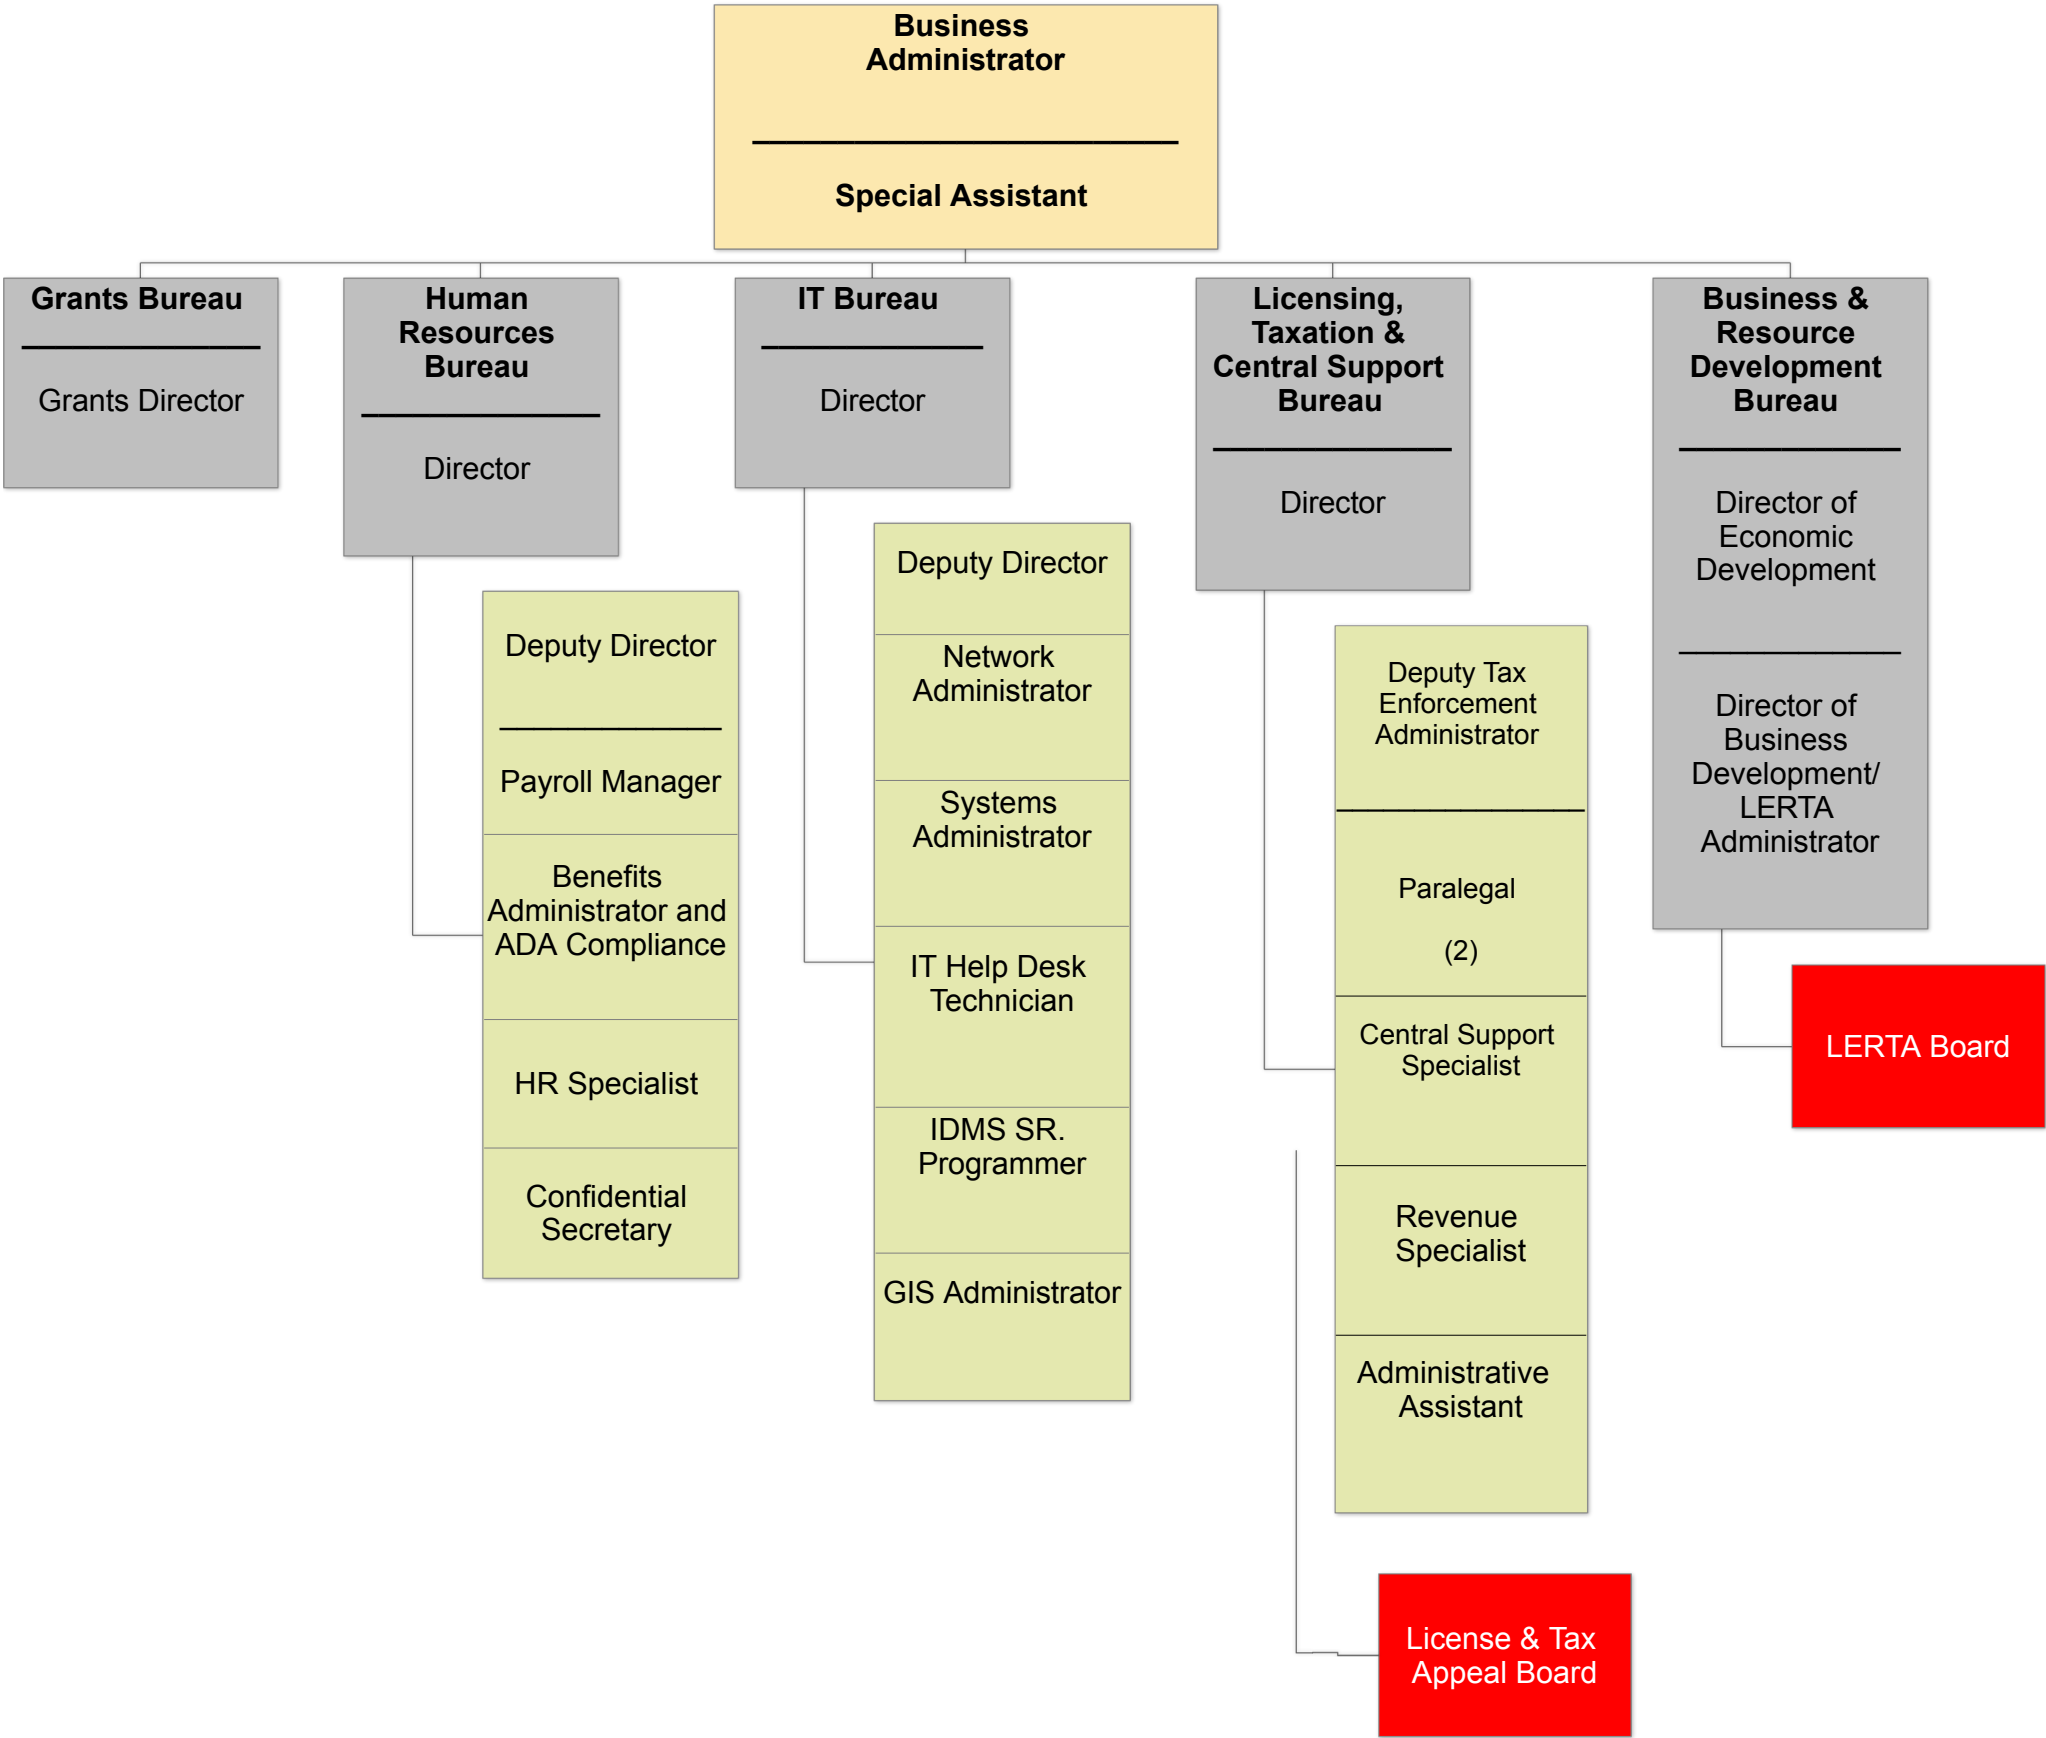 Business
Administrator
Special Assistant
Grants Bureau
Grants Director
Human
Resources
Bureau
Director
IT Bureau
Director
Licensing,
Taxation &
Central Support
Bureau
Director
Business &
Resource
Development
Bureau
Director of
Economic
Development
Director of
Business
Development/
LERTA
Administrator
Deputy Director
Payroll Manager
Benefits
Administrator and
ADA Compliance
HR Specialist
Confidential
Secretary
Deputy Director
Network
Administrator
Systems
Administrator
IT Help Desk
Technician
IDMS SR.
Programmer
GIS Administrator
Deputy Tax
Enforcement
Administrator
Paralegal
(2)
Central Support
Specialist
Revenue
Specialist
Administrative
Assistant
LERTA Board
License & Tax
Appeal Board